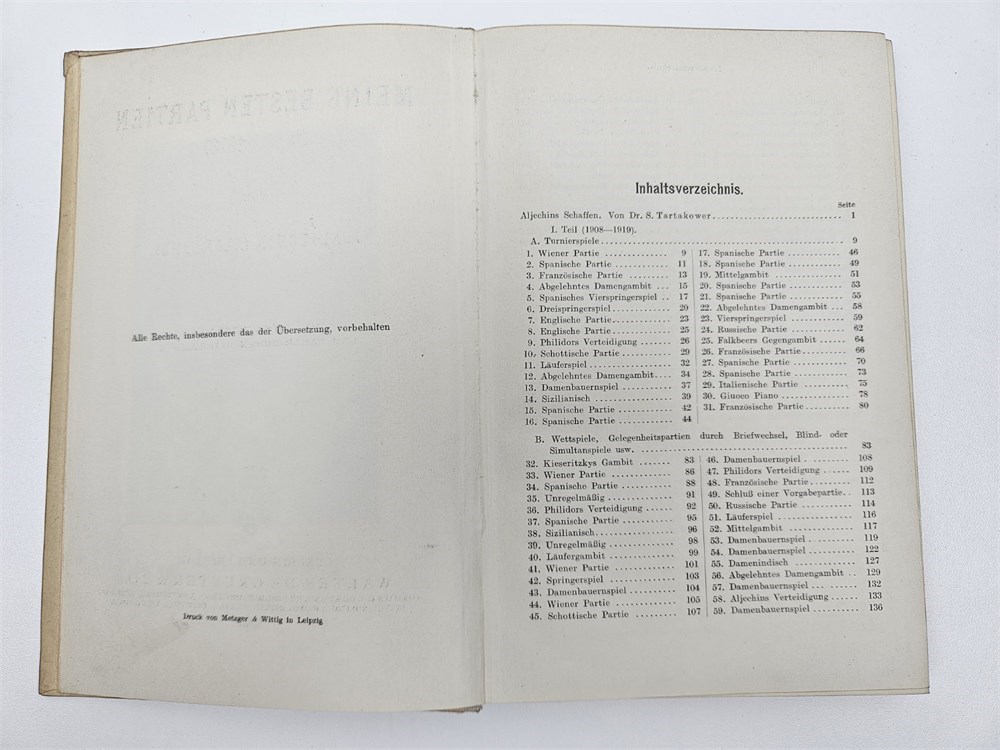 Alle Rechte, insbesondere das der Übersetzung, vorbehalten
Druck von Metzger & Wittig in Leipzig
Inhaltsverzeichnis.
Seite
Aljechins Schaffen. Von Dr. S. Tartakower 1
I. Teil (1908—1919).
A. Turnierspiele 9
1. Wiener Partie 9
2. Spanische Partie 11
3. Französische Partie 13
4. Abgelehntes Damengambit 15
5. Spanisches Vierspringerspiel 17
6. Dreispringerspiel 20
7. Englische Partie 23
8. Englische Partie 25
9. Philidors Verteidigung 26
10. Schottische Partie 29
11. Läuferspiel 32
12. Abgelehntes Damengambit 34
13. Damenbauernspiel 37
14. Sizilianisch 39
15. Spanische Partie 42
16. Spanische Partie 44
17. Spanische Partie 46
18. Spanische Partie 49
19. Mittelgambit 51
20. Spanische Partie 53
21. Spanische Partie 55
22. Abgelehntes Damengambit 58
23. Vierspringerspiel 59
24. Russische Partie 62
25. Falkbeers Gegengambit 64
26. Französische Partie 66
27. Spanische Partie 70
28. Spanische Partie 73
29. Italienische Partie 75
30. Giuoco Piano 78
31. Französische Partie 80
B. Wettspiele, Gelegenheitspartien durch Briefwechsel, Blind- oder
Simultanspiele usw. 83
32. Kieseritzkys Gambit 83
33. Wiener Partie 86
34. Spanische Partie 88
35. Unregelmäßig 91
36. Philidors Verteidigung 92
37. Spanische Partie 95
38. Sizilianisch 96
39. Unregelmäßig 98
40. Läufergambit 99
41. Wiener Partie 101
42. Springerspiel 103
43. Damenbauernspiel 104
44. Wiener Partie 105
45. Schottische Partie 107
46. Damenbauernspiel 108
47. Philidors Verteidigung 109
48. Französische Partie 112
49. Schluß einer Vorgabepartie 113
50. Russische Partie 114
51. Läuferspiel 116
52. Mittelgambit 117
53. Damenbauernspiel 119
54. Damenbauernspiel 122
55. Damenindisch 127
56. Abgelehntes Damengambit 129
57. Damenbauernspiel 132
58. Aljechins Verteidigung 133
59. Damenbauernspiel 136